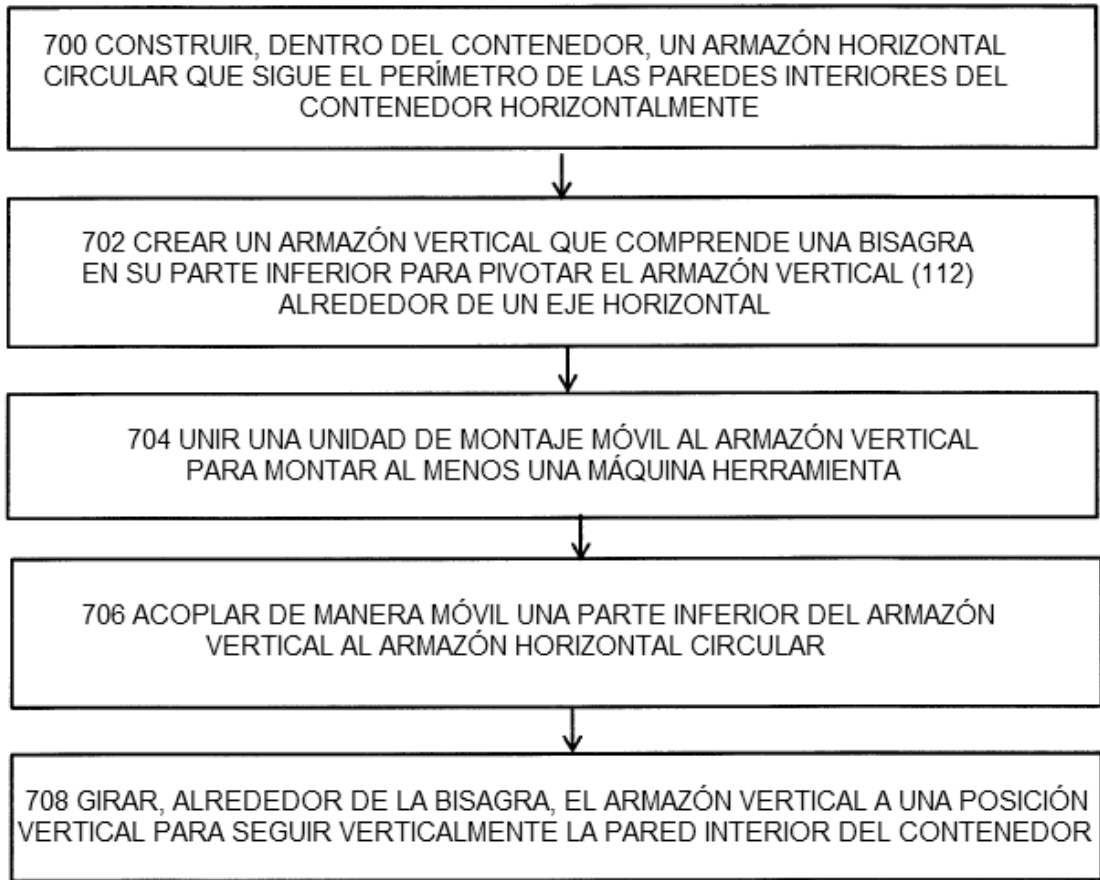 700 CONSTRUIR, DENTRO DEL CONTENEDOR, UN ARMAZÓN HORIZONTAL
CIRCULAR QUE SIGUE EL PERÍMETRO DE LAS PAREDES INTERIORES DEL
CONTENEDOR HORIZONTALMENTE
702 CREAR UN ARMAZÓN VERTICAL QUE COMPRENDE UNA BISAGRA
EN SU PARTE INFERIOR PARA PIVOTAR EL ARMAZÓN VERTICAL (112)
ALRÉDEDOR DE UN EJE HORIZONTAL
704 UNIR UNA UNIDAD DE MONTAJE MÓVIL AL ARMAZÓN VERTICAL
PARA MONTAR AL MENOS UNA MÁQUINA HERRAMIENTA
706 ACOPLAR DE MANERA MÓVIL UNA PARTE INFERIOR DEL ARMAZÓN
VERTICAL AL ARMAZÓN HORIZONTAL CIRCULAR
708 GIRAR, ALRÉDEDOR DE LA BISAGRA, EL ARMAZÓN VERTICAL A UNA POSICIÓN
VERTICAL PARA SEGUIR VERTICALMENTE LA PARED INTERIOR DEL CONTENEDOR